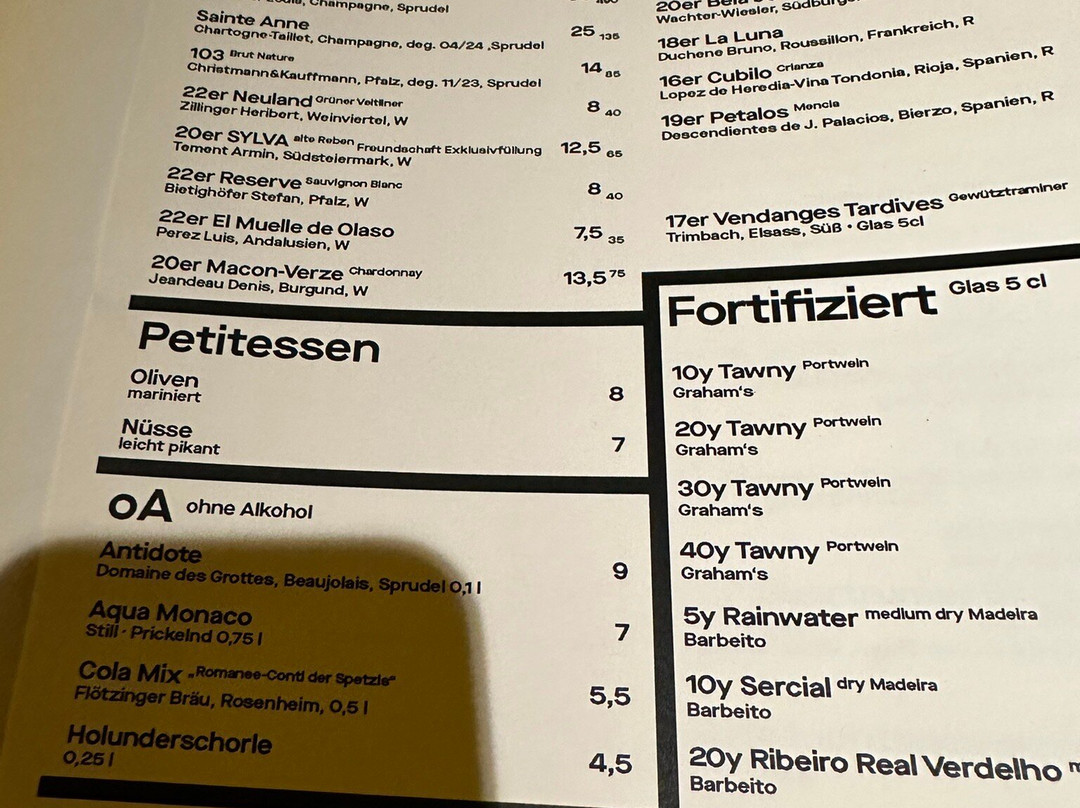 Champagne, Sprudel
Sainte Anne 25 135
Chartogne-Taillet, Champagne, deg. 04/24 ,Sprudel
103 Brut Nature 14 85
Christmann&Kauffmann, Pfalz, deg. 11/23, Sprudel
22er Neuland Grüner Veltliner 8 40
Zillinger Heribert, Weinviertel, W
20er SYLVA alte Reben Freundschaft Exklusivfüllung 12,5 65
Tement Armin, Südsteiermark, W
22er Reserve Sauvignon Blanc 8 40
Bietighöfer Stefan, Pfalz, W
22er El Muelle de Olaso 7,5 35
Perez Luis, Andalusien, W
20er Macon-Verze Chardonnay 13,5 75
Jeandeau Denis, Burgund, W
Petitessen
Oliven 8
mariniert
Nüsse 7
leicht pikant
oA ohne Alkohol
Antidote 9
Domaine des Grottes, Beaujolais, Sprudel 0,1 l
Aqua Monaco 7
Still · Prickelnd 0,75 l
Cola Mix „Romanee-Conti der Spetzle“ 5,5
Flötzinger Bräu, Rosenheim, 0,5 l
Holunderschorle 4,5
0,25 l
20er
Wachter-Wiesler,
18er La Luna
Duchene Bruno, Roussillon, Frankreich, R
16er Cubilo Crianza
Lopez de Heredia-Vina Tondonia, Rioja, Spanien, R
19er Petalos Mencia
Descendientes de J. Palacios, Bierzo, Spanien, R
17er Vendanges Tardives Gewütztraminer
Trimbach, Elsass, Süß • Glas 5cl
Fortifiziert Glas 5 cl
10y Tawny Portwein
Graham‘s
20y Tawny Portwein
Graham‘s
30y Tawny Portwein
Graham‘s
40y Tawny Portwein
Graham‘s
5y Rainwater medium dry Madeira
Barbeito
10y Sercial dry Madeira
Barbeito
20y Ribeiro Real Verdelho
Barbeito